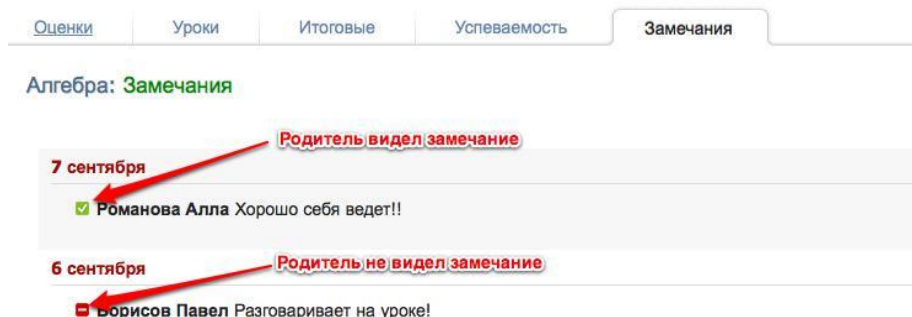 Оценки Уроки Итоговые Успеваемость Замечания
Алгебра: Замечания
Родитель видел замечание
7 сентября
Романова Алла Хорошо себя ведет!!
Родитель не видел замечание
6 сентября
Борисов Павел Разговаривает на уроке!